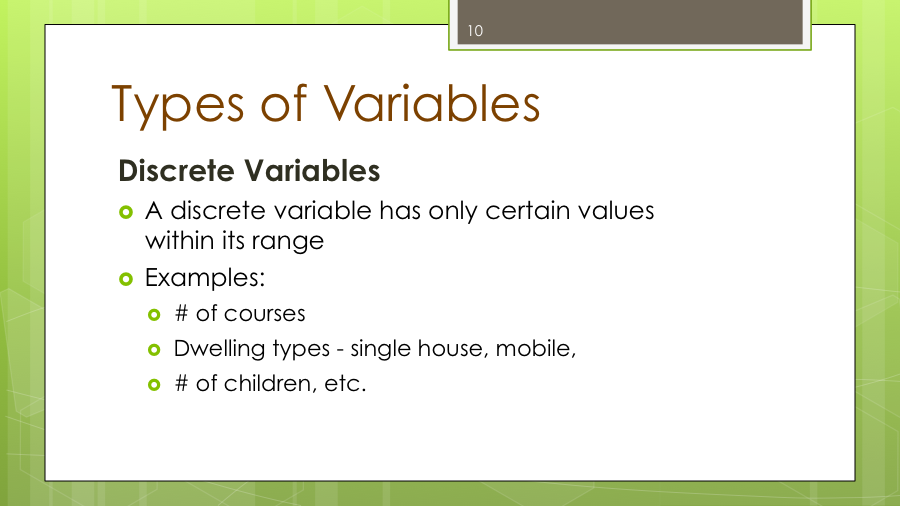 10
Types of Variables
Discrete Variables
A discrete variable has only certain values
within its range
Examples:
# of courses
Dwelling types - single house, mobile,
# of children, etc.